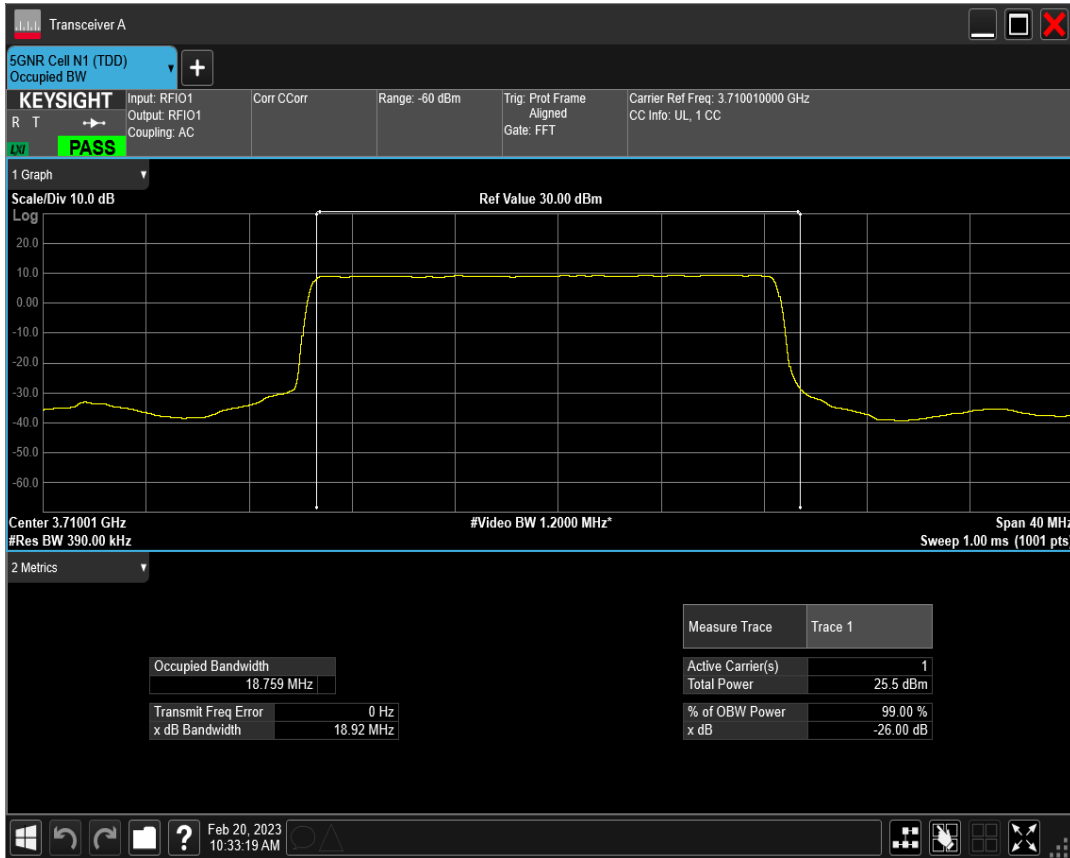 Transceiver A
5GNR Cell N1 (TDD)
Occupied BW
+
KEYSIGHT
R T
LXI
PASS
Input: RFIO1
Output: RFIO1
Coupling: AC
Corr CCorr
Range: -60 dBm
Trig: Prot Frame
Aligned
Gate: FFT
Carrier Ref Freq: 3.710010000 GHz
CC Info: UL, 1 CC
1 Graph
Scale/Div 10.0 dB
Ref Value 30.00 dBm
Log
20.0
10.0
0.00
-10.0
-20.0
-30.0
-40.0
-50.0
-60.0
Center 3.71001 GHz
#Video BW 1.2000 MHz*
Span 40 MHz
#Res BW 390.00 kHz
Sweep 1.00 ms (1001 pts)
2 Metrics
Measure Trace Trace 1
Occupied Bandwidth
18.759 MHz
Transmit Freq Error 0 Hz
x dB Bandwidth 18.92 MHz
Active Carrier(s) 1
Total Power 25.5 dBm
% of OBW Power 99.00 %
x dB -26.00 dB
?
Feb 20, 2023
10:33:19 AM